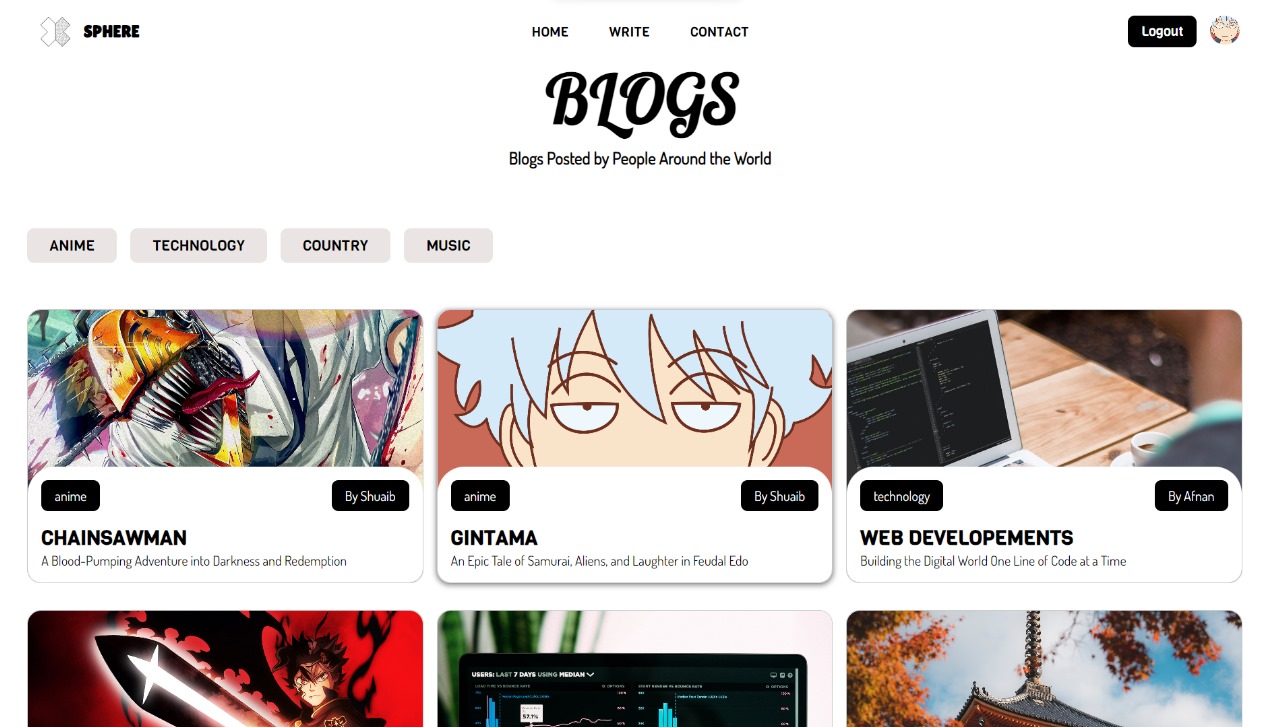 SPHERE
HOME WRITE CONTACT
Logout
BLOGS
Blogs Posted by People Around the World
ANIME TECHNOLOGY COUNTRY MUSIC
anime By Shuaib
CHAINSAWMAN
A Blood-Pumping Adventure into Darkness and Redemption
anime By Shuaib
GINTAMA
An Epic Tale of Samurai, Aliens, and Laughter in Feudal Edo
technology By Afnan
WEB DEVELOPEMENTS
Building the Digital World One Line of Code at a Time
USERS: LAST 7 DAYS USING MEDIAN
OPTIONS OPTIONS
57.1%